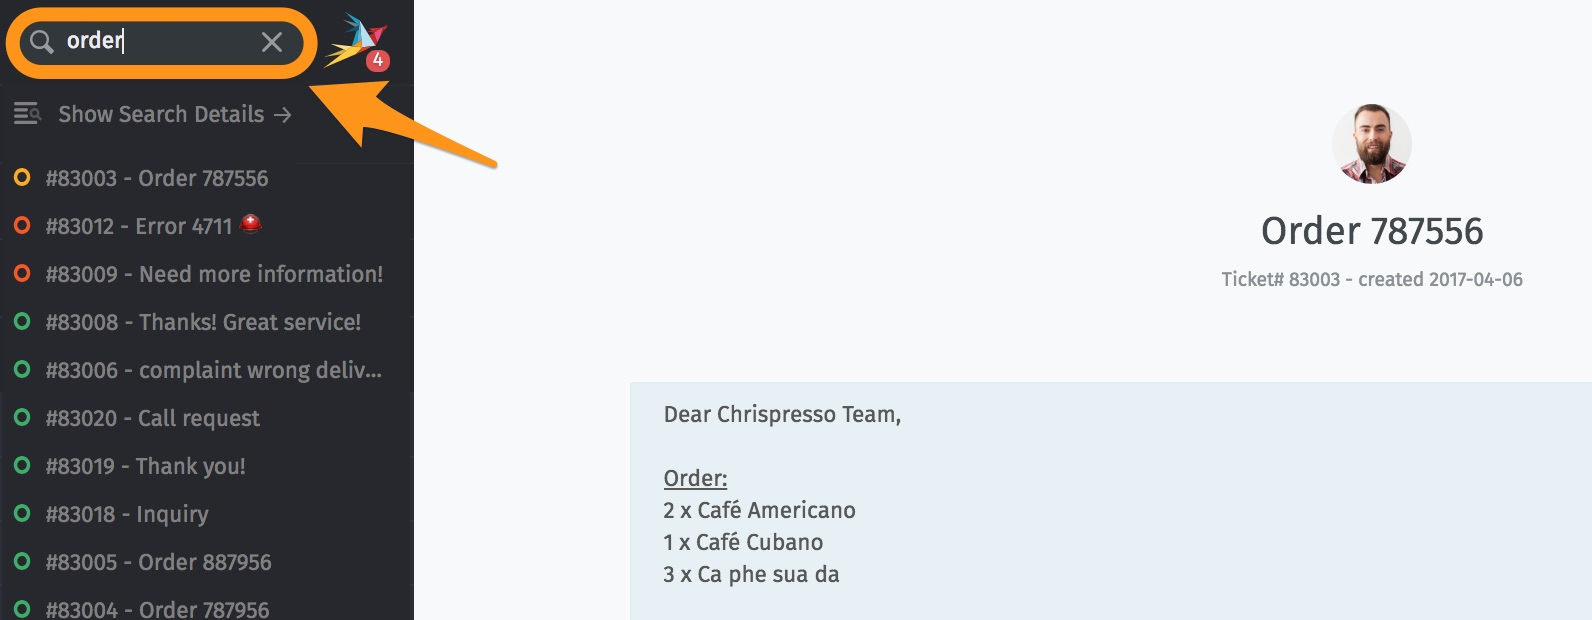 order
4
Show Search Details →
#83003 - Order 787556
#83012 - Error 4711
#83009 - Need more information!
#83008 - Thanks! Great service!
#83006 - complaint wrong deliv...
#83020 - Call request
#83019 - Thank you!
#83018 - Inquiry
#83005 - Order 887956
#83004 - Order 787956
Order 787556
Ticket# 83003 - created 2017-04-06
Dear Chrispresso Team,
Order:
2 x Café Americano
1 x Café Cubano
3 x Ca phe sua da